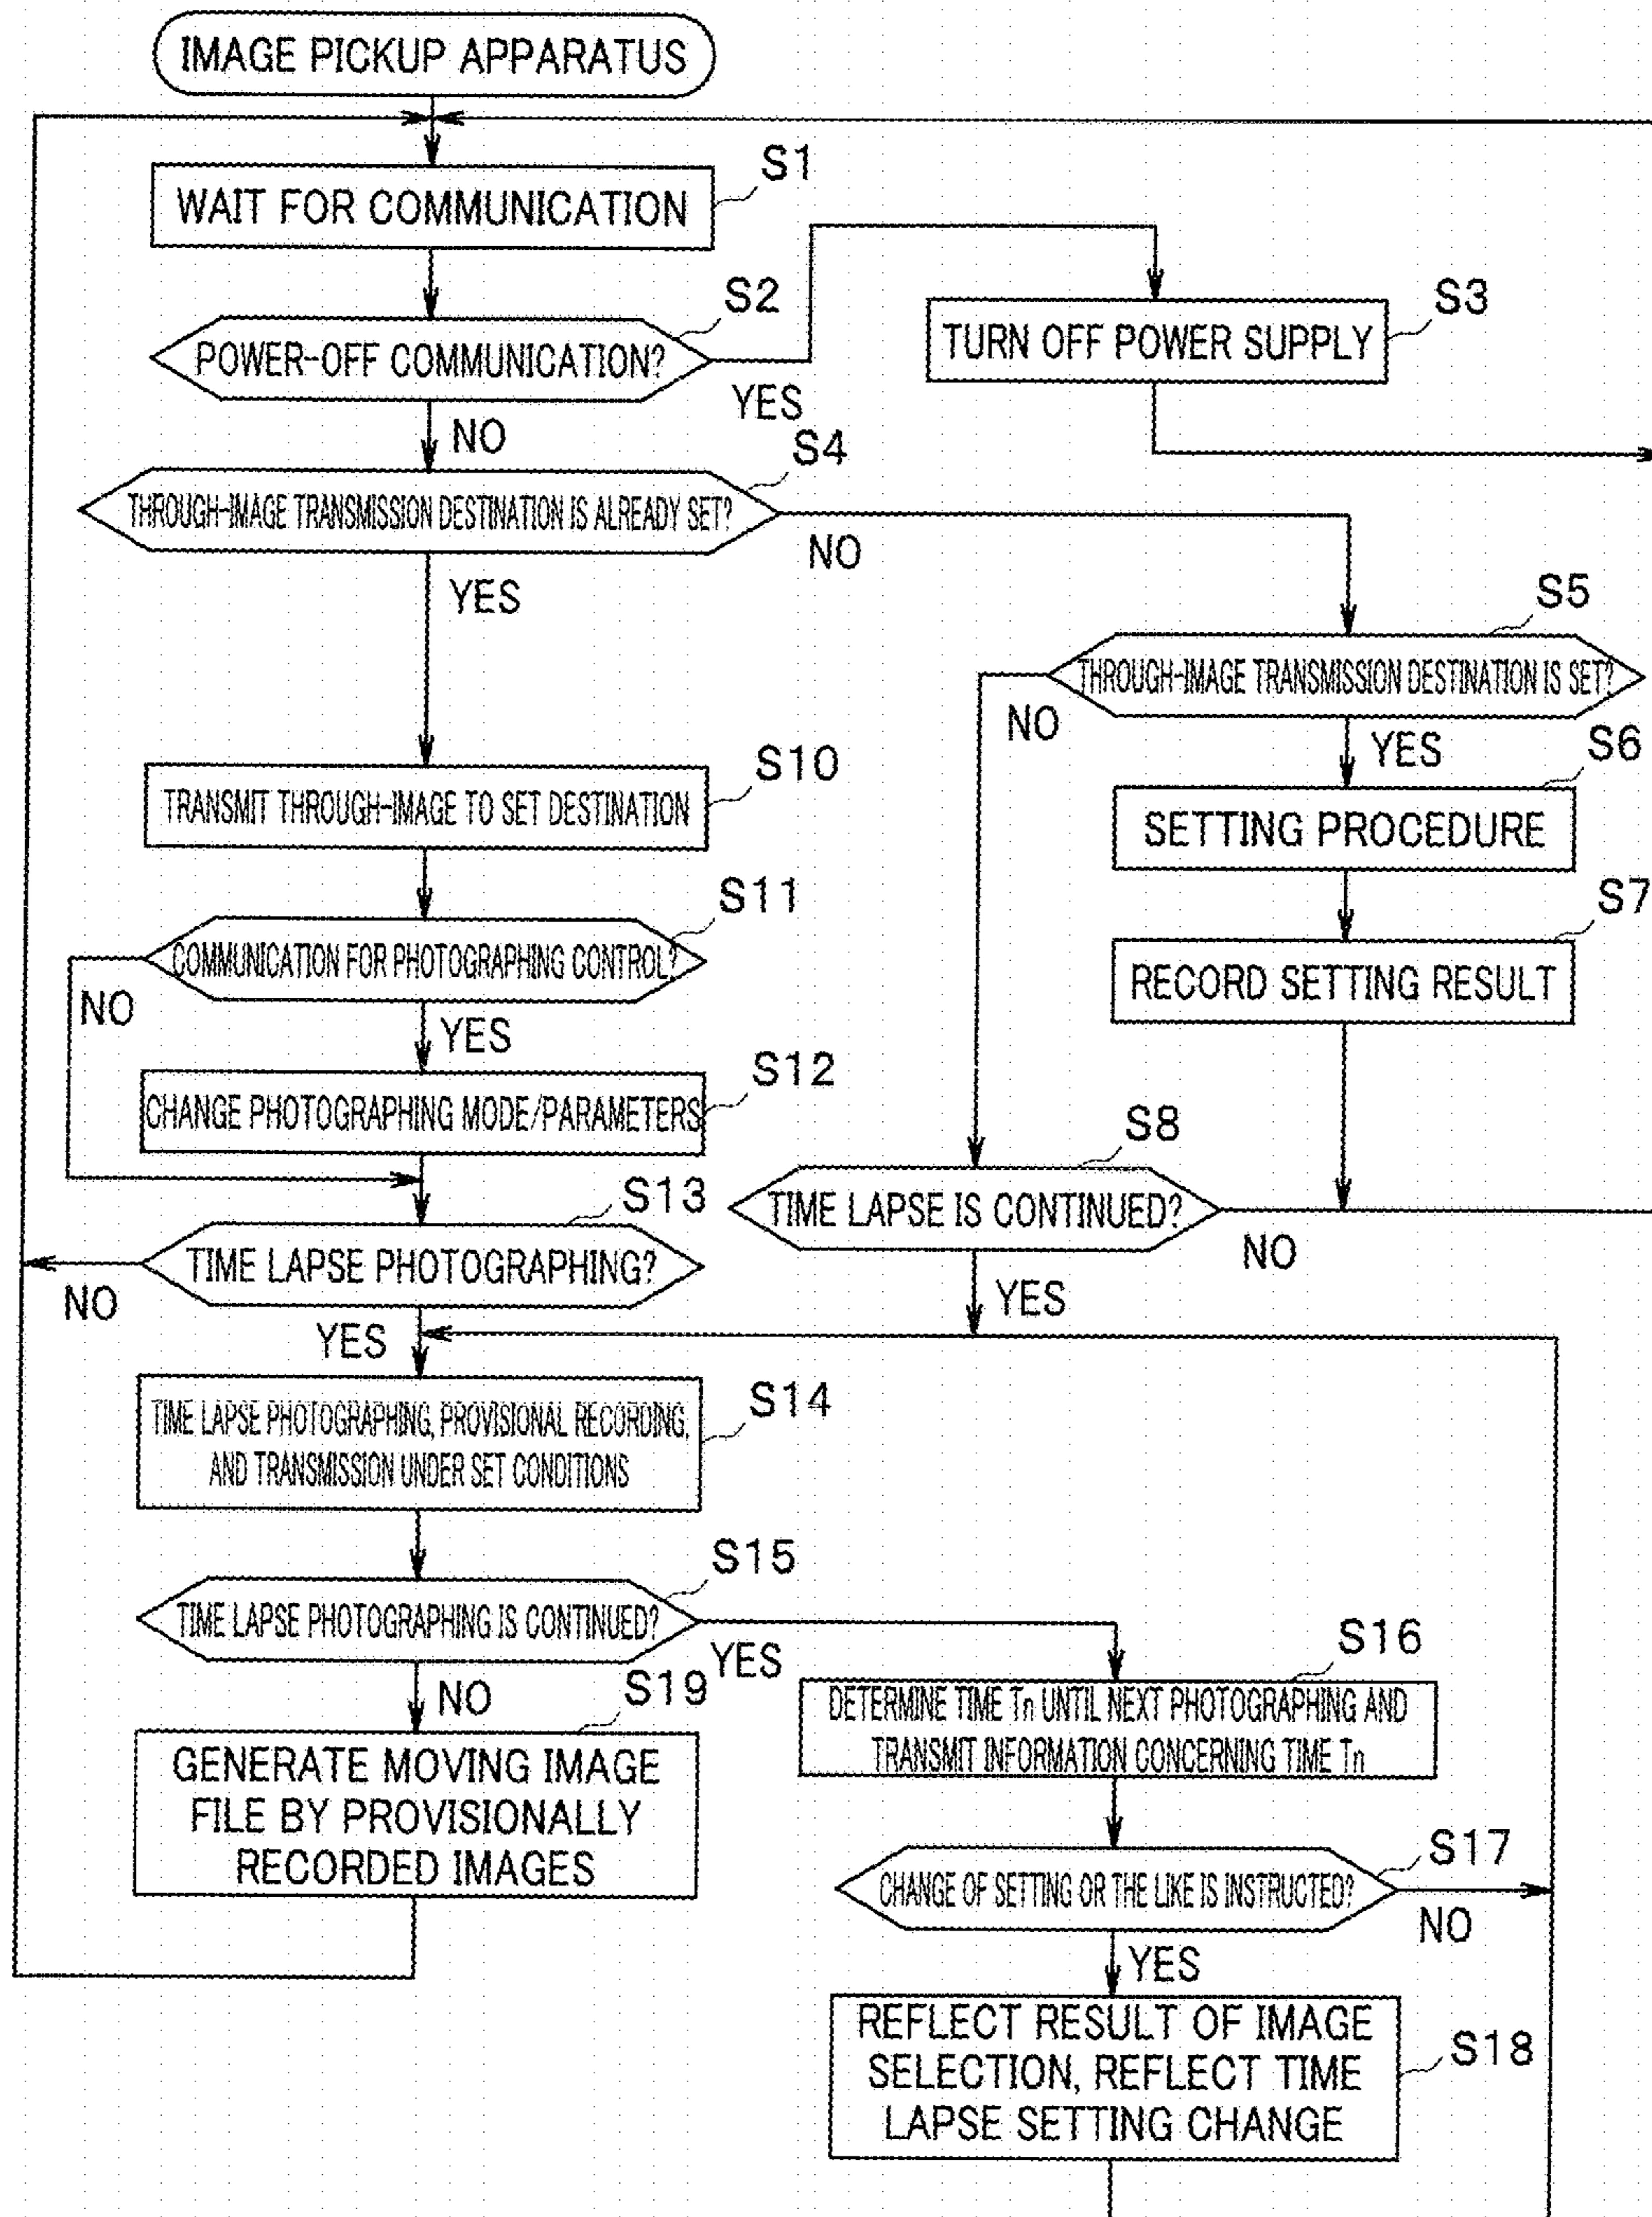 IMAGE PICKUP APPARATUS
S1
WAIT FOR COMMUNICATION
S2
POWER-OFF COMMUNICATION?
YES
NO
S3
TURN OFF POWER SUPPLY
S4
THROUGH-IMAGE TRANSMISSION DESTINATION IS ALREADY SET?
NO
YES
S5
THROUGH-IMAGE TRANSMISSION DESTINATION IS SET?
NO
YES
S6
SETTING PROCEDURE
S7
RECORD SETTING RESULT
S8
TIME LAPSE IS CONTINUED?
NO
YES
S10
TRANSMIT THROUGH-IMAGE TO SET DESTINATION
S11
COMMUNICATION FOR PHOTOGRAPHING CONTROL?
NO
YES
S12
CHANGE PHOTOGRAPHING MODE/PARAMETERS
S13
TIME LAPSE PHOTOGRAPHING?
NO
YES
S14
TIME LAPSE PHOTOGRAPHING, PROVISIONAL RECORDING,
AND TRANSMISSION UNDER SET CONDITIONS
S15
TIME LAPSE PHOTOGRAPHING IS CONTINUED?
YES
NO
S16
DETERMINE TIME Tn UNTIL NEXT PHOTOGRAPHING AND
TRANSMIT INFORMATION CONCERNING TIME Tn
S17
CHANGE OF SETTING OR THE LIKE IS INSTRUCTED?
NO
YES
S18
REFLECT RESULT OF IMAGE
SELECTION, REFLECT TIME
LAPSE SETTING CHANGE
S19
GENERATE MOVING IMAGE
FILE BY PROVISIONALLY
RECORDED IMAGES